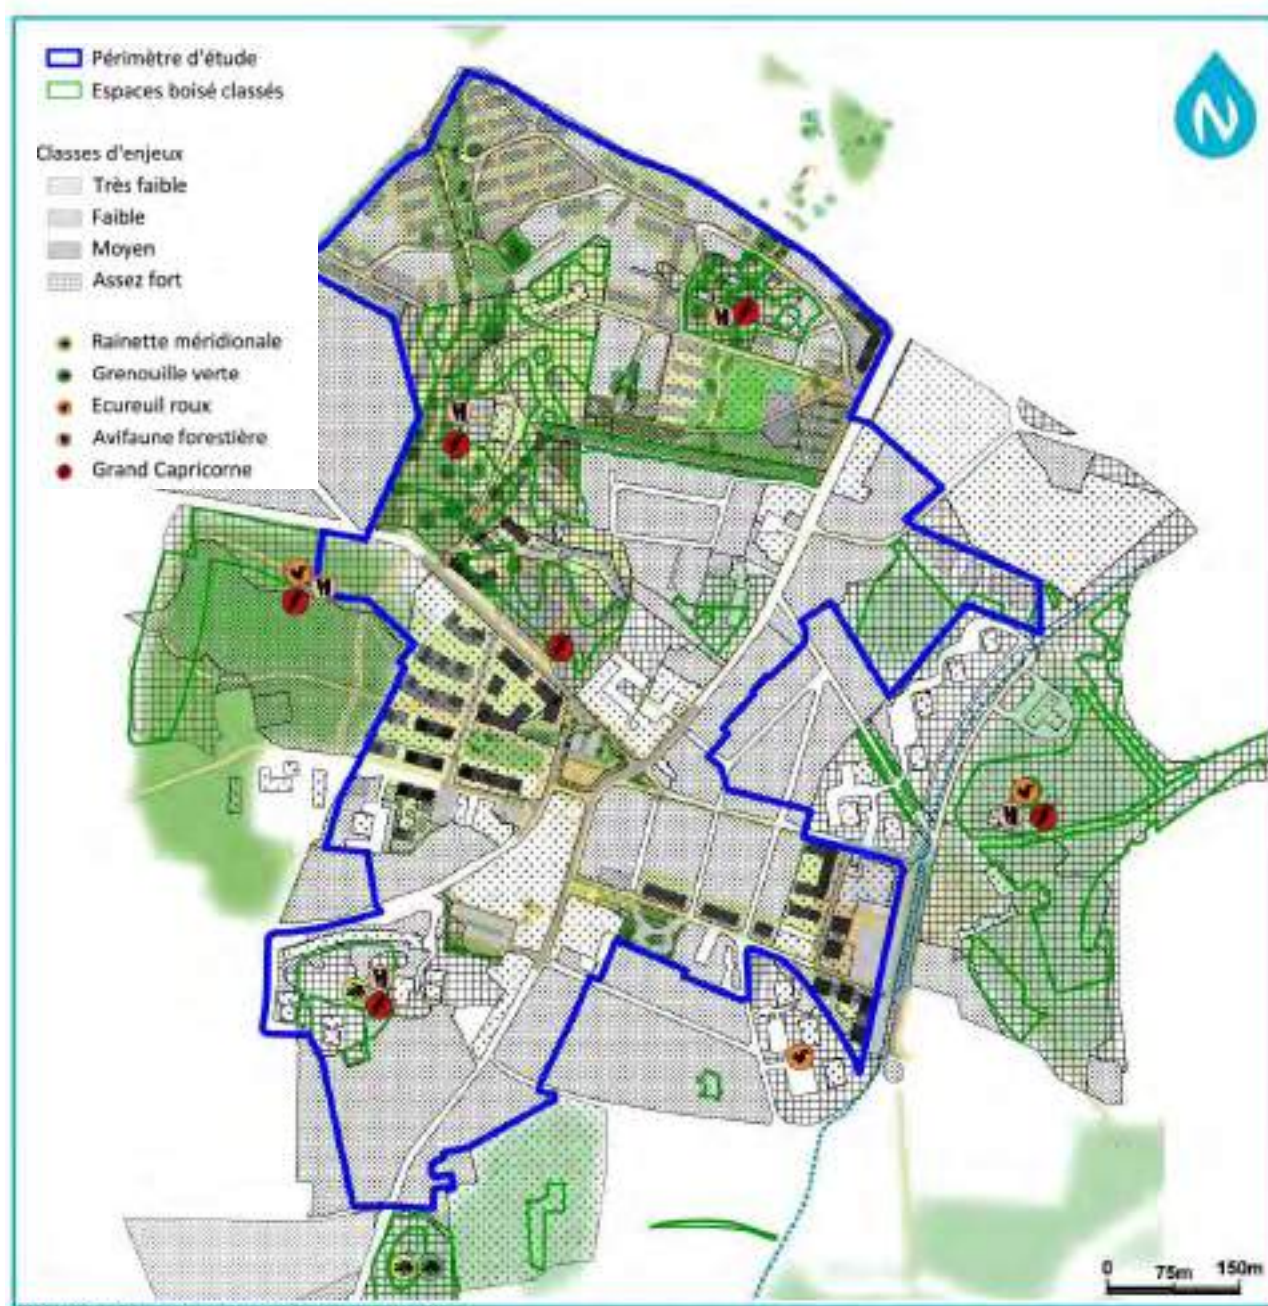 Périmètre d'étude
Espaces boisé classés
N
Classes d'enjeux
Très faible
Faible
Moyen
Assez fort
Rainette méridionale
Grenouille verte
Ecureuil roux
Avifaune forestière
Grand Capricorne
0 75m 150m